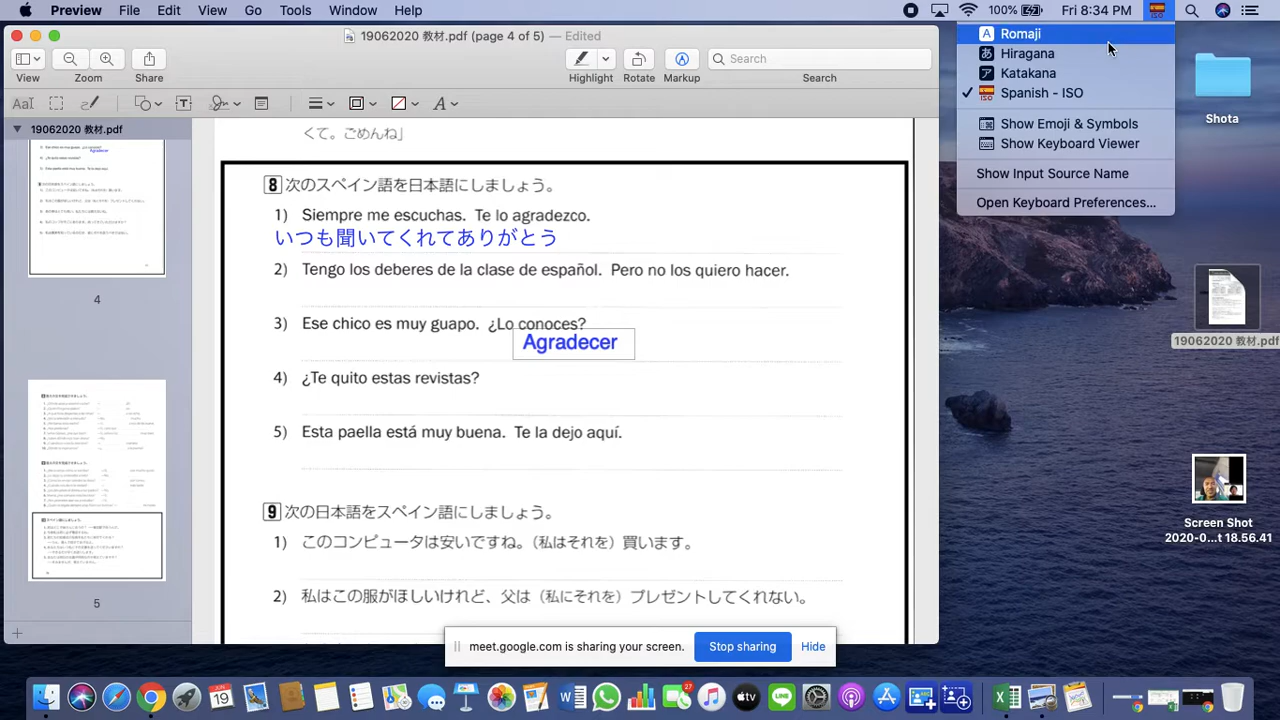 Preview File Edit View Go Tools Window Help
100% Fri 8:34 PM
19062020 教材.pdf (page 4 of 5) — Edited
View Zoom Share Highlight Rotate Markup Search
Search
19062020 教材.pdf
4
5
くて。ごめんね」
8 次のスペイン語を日本語にしましょう。
1) Siempre me escuchas. Te lo agradezco.
いつも聞いてくれてありがとう
2) Tengo los deberes de la clase de español. Pero no los quiero hacer.
3) Ese chico es muy guapo. ¿Lo conoces?
Agradecer
4) ¿Te quito estas revistas?
5) Esta paella está muy buena. Te la dejo aquí.
9 次の日本語をスペイン語にしましょう。
1) このコンピュータは安いですね。（私はそれを）買います。
2) 私はこの服がほしいけれど、父は（私にそれを）プレゼントしてくれない。
Romaji
Hiragana
Katakana
Spanish - ISO
Show Emoji & Symbols
Show Keyboard Viewer
Show Input Source Name
Open Keyboard Preferences...
Shota
19062020 教材.pdf
Screenshot
2020-0...t 18.56.41
meet.google.com is sharing your screen. Stop sharing Hide